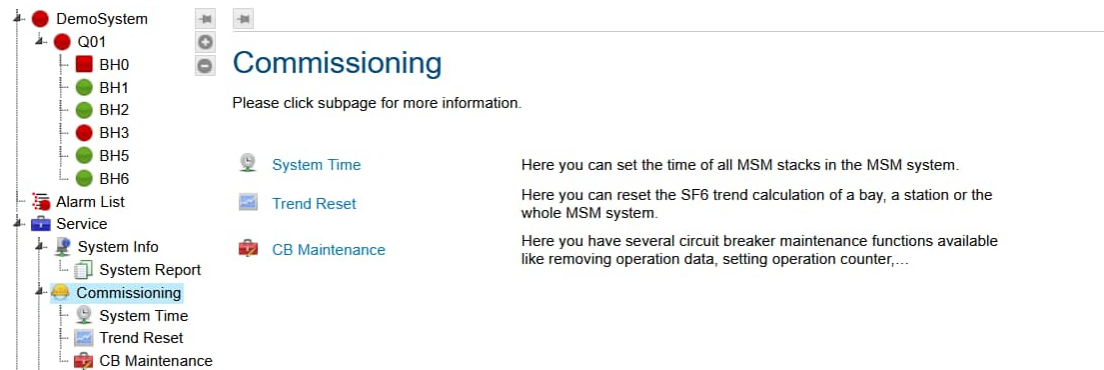 DemoSystem
Q01
BH0
BH1
BH2
BH3
BH5
BH6
Alarm List
Service
System Info
System Report
Commissioning
System Time
Trend Reset
CB Maintenance
Commissioning
Please click subpage for more information.
System Time
Here you can set the time of all MSM stacks in the MSM system.
Trend Reset
Here you can reset the SF6 trend calculation of a bay, a station or the
whole MSM system.
CB Maintenance
Here you have several circuit breaker maintenance functions available
like removing operation data, setting operation counter,…